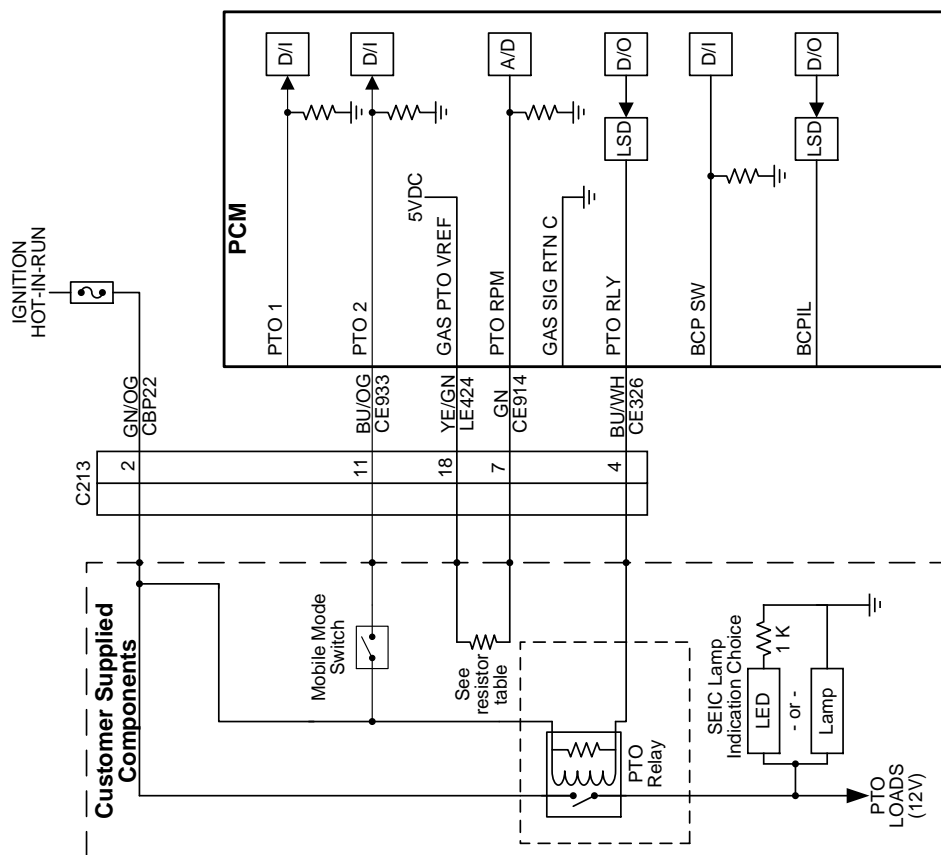 IGNITION
HOT-IN-RUN
PCM
D/I
D/I
A/D
D/O
D/I
D/O
LSD
LSD
5VDC
PTO 1
PTO 2
GAS PTO VREF
PTO RPM
GAS SIG RTN C
PTO RLY
BCP SW
BCPIL
GN/OG
CBP22
BU/OG
CE933
YE/GN
LE424
GN
CE914
BU/WH
CE326
C213
2
11
18
7
4
Customer Supplied
Components
Mobile Mode
Switch
See
resistor
table
PTO
Relay
SEIC Lamp
Indication Choice
LED
1 K
- or -
Lamp
PTO
LOADS
(12V)